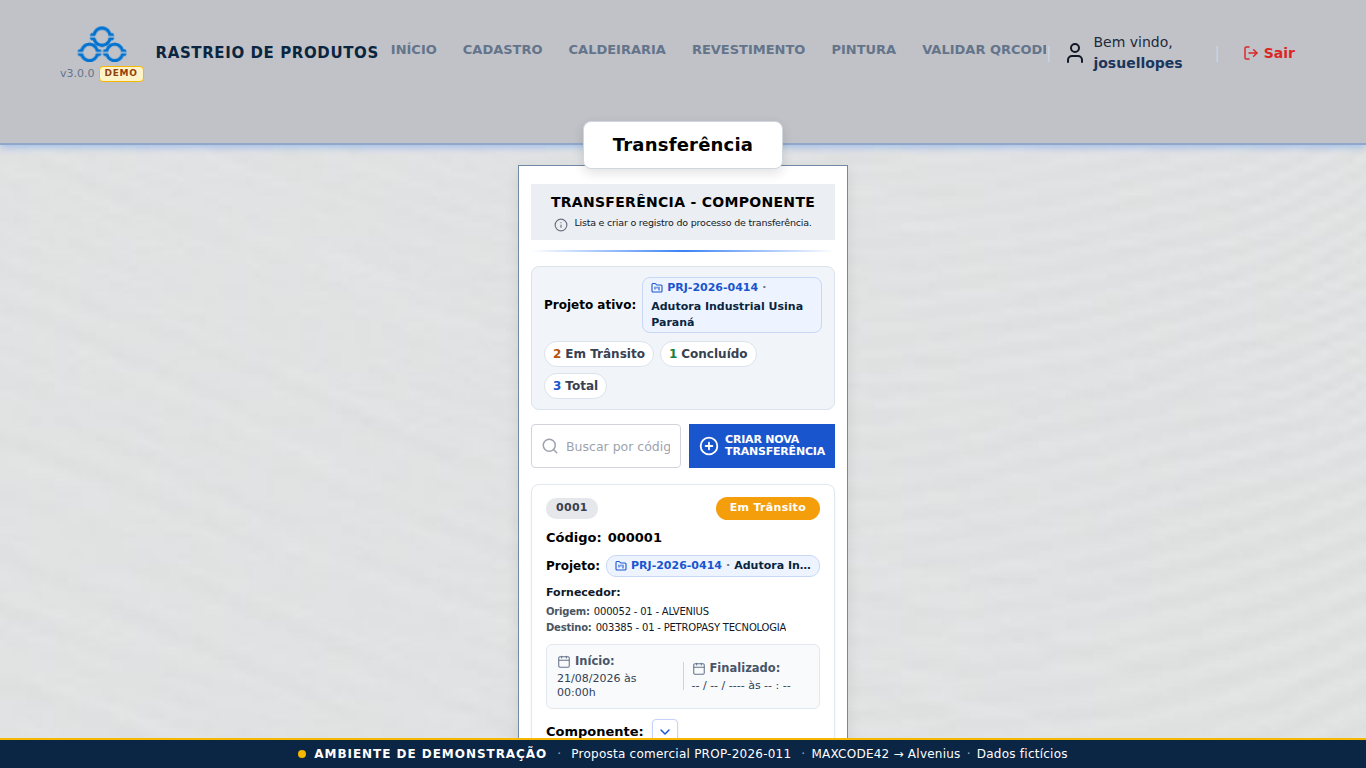 v3.0.0 DEMO
RASTREIO DE PRODUTOS
INÍCIO CADASTRO CALDEIRARIA REVESTIMENTO PINTURA VALIDAR QRCODE
Bem vindo,
josuellopes
Sair
Transferência
TRANSFERÊNCIA - COMPONENTE
Lista e criar o registro do processo de transferência.
Projeto ativo:
PRJ-2026-0414 ·
Adutora Industrial Usina
Paraná
2 Em Trânsito
1 Concluído
3 Total
Buscar por códig
CRIAR NOVA
TRANSFERÊNCIA
0001
Em Trânsito
Código: 000001
Projeto: PRJ-2026-0414 · Adutora In...
Fornecedor:
Origem: 000052 - 01 - ALVENIUS
Destino: 003385 - 01 - PETROPASY TECNOLOGIA
Início:
21/08/2026 às
00:00h
Finalizado:
-- / -- / ---- às -- : --
Componente:
AMBIENTE DE DEMONSTRAÇÃO · Proposta comercial PROP-2026-011 · MAXCODE42 → Alvenius · Dados fictícios